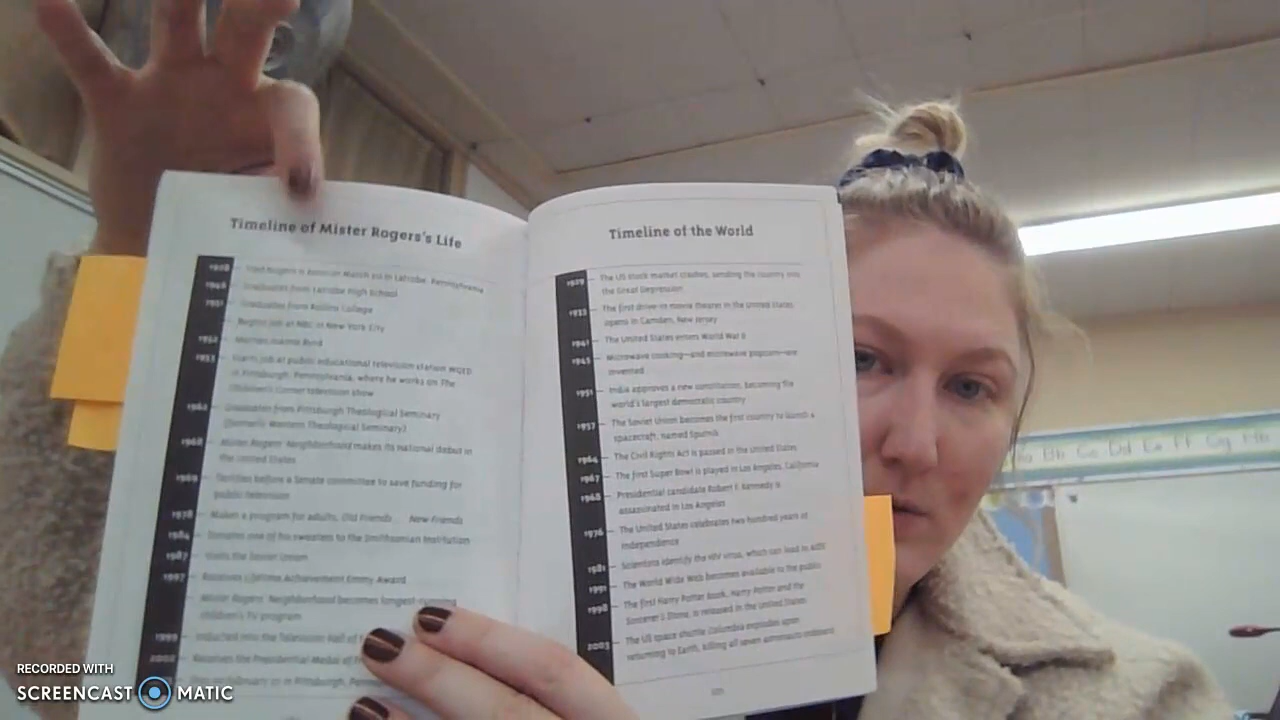 Timeline of Mister Rogers's Life
1928 Fred Rogers is born on March 20 in Latrobe, Pennsylvania
1946 Graduates from Latrobe High School
1951 Graduates from Rollins College
Begins job at NBC in New York City
1952 Marries Joanne Byrd
1953 Starts job at public educational television station WQED
in Pittsburgh, Pennsylvania, where he works on The
Children's Corner television show
1962 Graduates from Pittsburgh Theological Seminary
(formerly Western Theological Seminary)
1968 Mister Rogers' Neighborhood makes its national debut in
the United States
1969 Testifies before a Senate committee to save funding for
public television
1978 Makes a program for adults, Old Friends New Friends
1984 Donates one of his sweaters to the Smithsonian Institution
1987 Visits the Soviet Union
1997 Receives Lifetime Achievement Emmy Award
Mister Rogers' Neighborhood becomes longest-running
children's TV program
1999 Inducted into the Television Hall of
2002 Receives the Presidential Medal of
February 27 in Pittsburgh,
Timeline of the World
1929 The US stock market crashes, sending the country into
the Great Depression
1933 The first drive-in movie theater in the United States
opens in Camden, New Jersey
1941 The United States enters World War II
1945 Microwave cooking—and microwave popcorn—are
invented
1951 India approves a new constitution, becoming the
world's largest democratic country
1957 The Soviet Union becomes the first country to launch a
spacecraft, named Sputnik
1964 The Civil Rights Act is passed in the United States
1967 The first Super Bowl is played in Los Angeles, California
1968 Presidential candidate Robert F. Kennedy is
assassinated in Los Angeles
1976 The United States celebrates two hundred years of
independence
1981 Scientists identify the HIV virus, which can lead to AIDS
1991 The World Wide Web becomes available to the public
1998 The first Harry Potter book, Harry Potter and the
Sorcerer's Stone, is released in the United States
2003 The US space shuttle Columbia explodes upon
returning to Earth, killing all seven astronauts onboard
105
Bb Cc Dd Ee Ff Gg Hh
RECORDED WITH
SCREENCAST MATIC